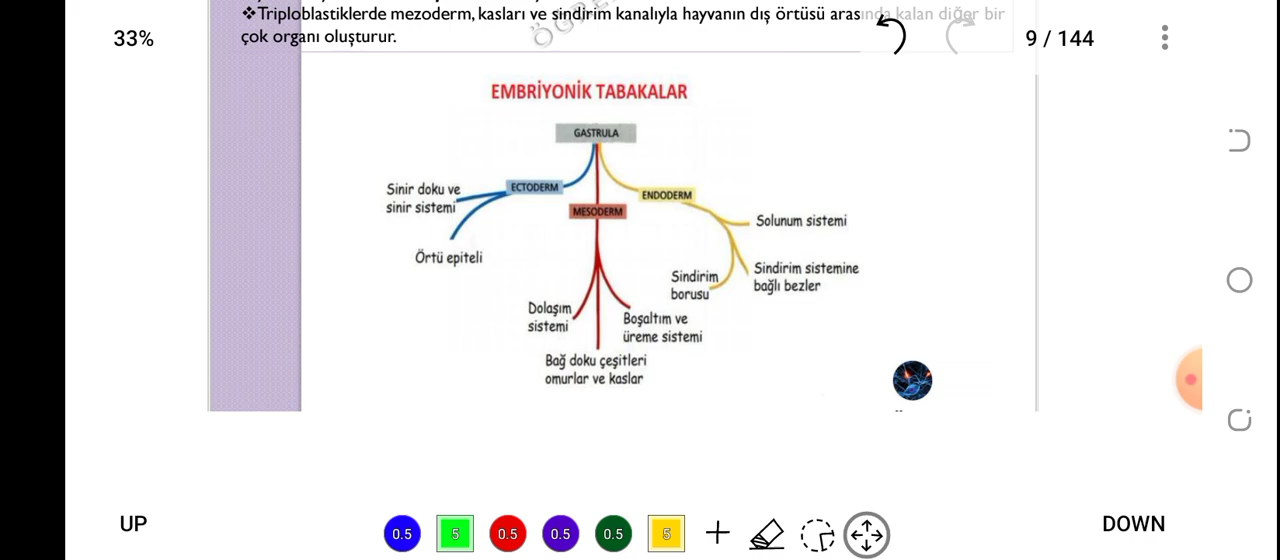 ❖Triploblastiklerde mezoderm, kasları ve sindirim kanalıyla hayvanın dış örtüsü arasında kalan diğer bir
çok organı oluşturur.
33%
9 / 144
EMBRİYONİK TABAKALAR
GASTRULA
ECTODERM
MESODERM
ENDODERM
Sinir doku ve
sinir sistemi
Örtü epiteli
Dolaşım
sistemi
Bağ doku çeşitleri
omurlar ve kaslar
Boşaltım ve
üreme sistemi
Sindirim
borusu
Solunum sistemi
Sindirim sistemine
bağlı bezler
UP
0.5
5
0.5
0.5
0.5
5
DOWN